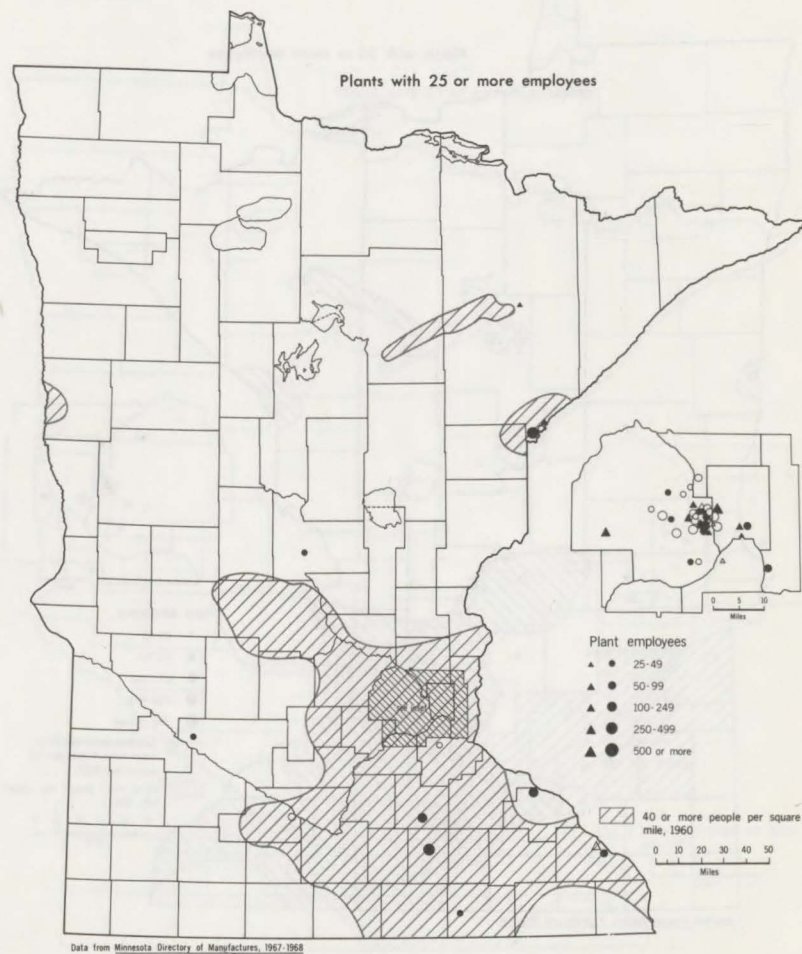 Plants with 25 or more employees
see inset
0 5 10
Miles
Plant employees
25-49
50-99
100-249
250-499
500 or more
40 or more people per square
mile, 1960
0 10 20 30 40 50
Miles
Data from Minnesota Directory of Manufactures, 1967-1968